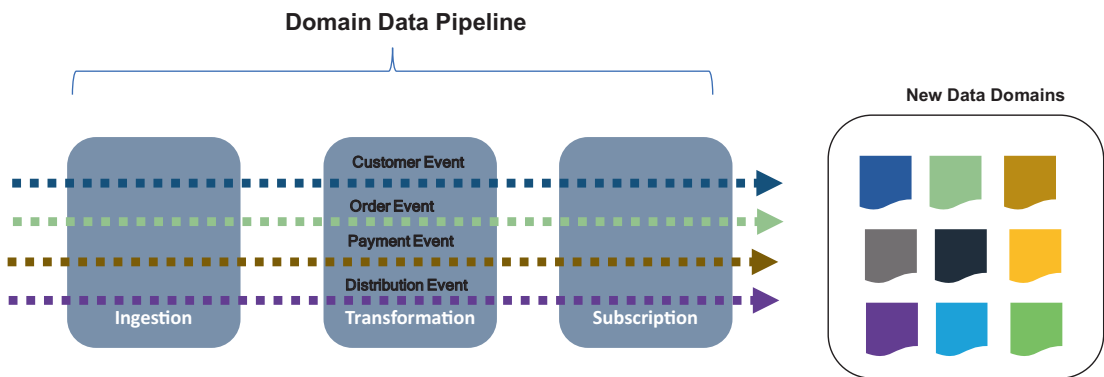 Domain Data Pipeline
New Data Domains
Customer Event
Order Event
Payment Event
Distribution Event
Ingestion
Transformation
Subscription